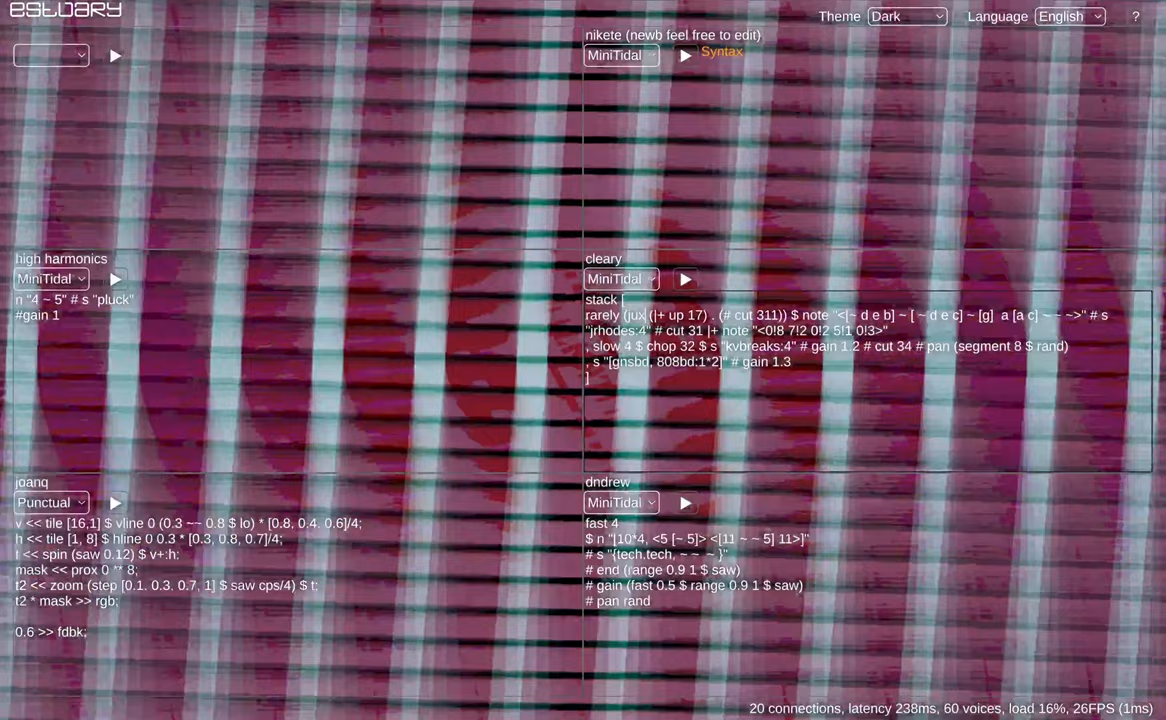 estuary
Theme Dark Language English ?
nikete (newb feel free to edit)
MiniTidal Syntax
high harmonics
MiniTidal
n "4 ~ 5" # s "pluck"
#gain 1
cleary
MiniTidal
stack [
rarely (jux (|+ up 17) . (# cut 311)) $ note "<[~ d e b] ~ [ ~ d e c] ~ [g]  a [a c] ~ ~ ~>" # s
"jrhodes:4" # cut 31 |+ note "<0!8 7!2 0!2 5!1 0!3>"
, slow 4 $ chop 32 $ s "kvbreaks:4" # gain 1.2 # cut 34 # pan (segment 8 $ rand)
, s "[gnsbd, 808bd:1*2]" # gain 1.3
]
joanq
Punctual
v << tile [16,1] $ vline 0 (0.3 ~~ 0.8 $ lfo) * [0.8, 0.4, 0.6]/4;
h << tile [1, 8] $ hline 0 0.3 * [0.3, 0.8, 0.7]/4;
t << spin (saw 0.12) $ v+:h;
mask << prox 0 ** 8;
t2 << zoom (step [0.1, 0.3, 0.7, 1] $ saw cps/4) $ t;
t2 * mask >> rgb;
0.6 >> fdbk;
dndrew
MiniTidal
fast 4
$ n "[10*4, <5 [~ 5]> <[11 ~ ~ 5] 11>]"
# s "{tech.tech, ~ ~ ~ }"
# end (range 0.9 1 $ saw)
# gain (fast 0.5 $ range 0.9 1 $ saw)
# pan rand
20 connections, latency 238ms, 60 voices, load 16%, 26FPS (1ms)